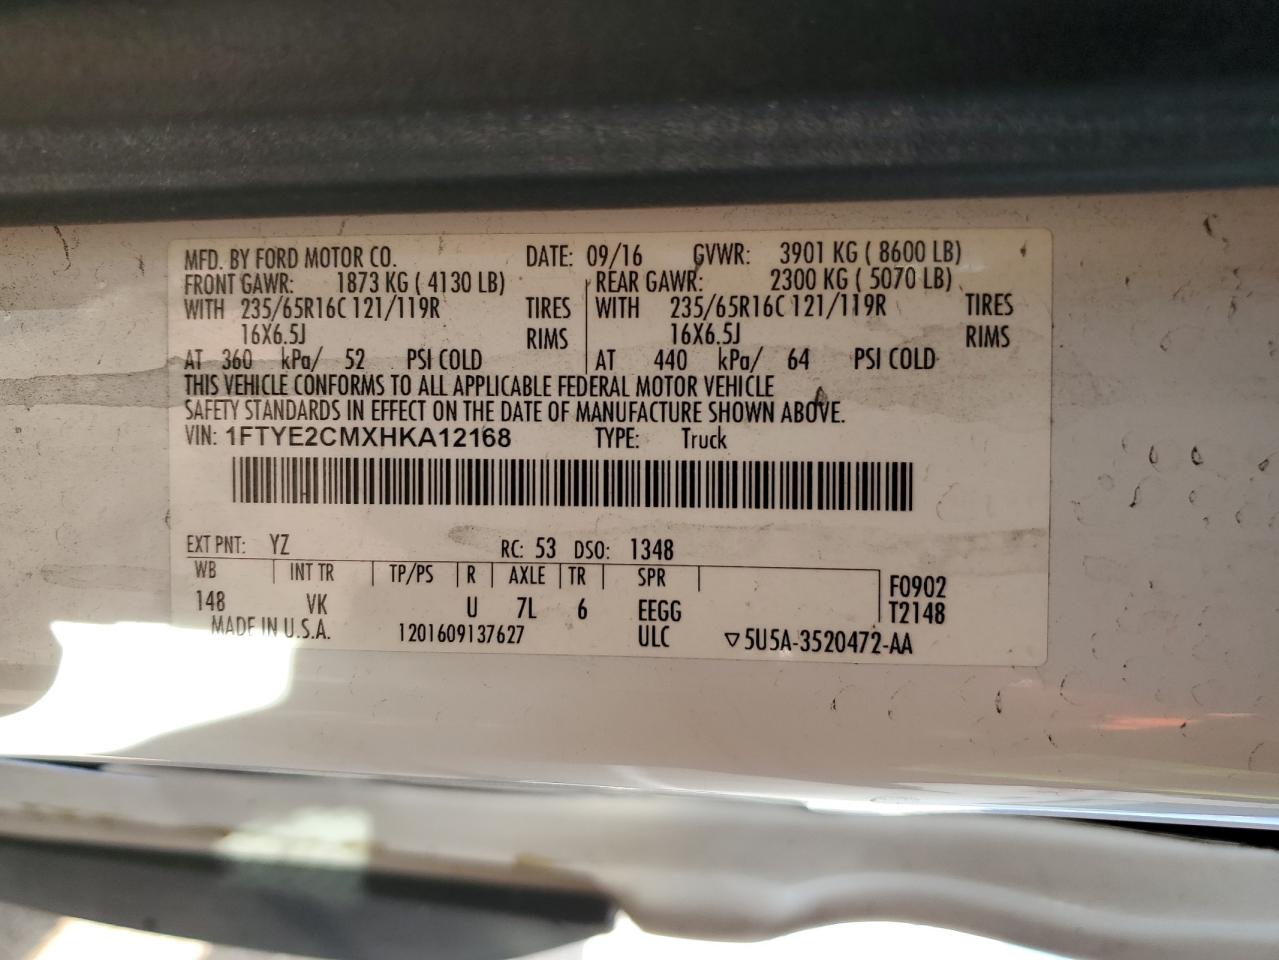 MFD. BY FORD MOTOR CO. DATE: 09/16 GVWR: 3901 KG ( 8600 LB)
FRONT GAWR: 1873 KG ( 4130 LB) REAR GAWR: 2300 KG ( 5070 LB)
WITH 235/65R16C 121/119R TIRES WITH 235/65R16C 121/119R TIRES
16X6.5J RIMS 16X6.5J RIMS
AT 360 kPa/ 52 PSI COLD AT 440 kPa/ 64 PSI COLD
THIS VEHICLE CONFORMS TO ALL APPLICABLE FEDERAL MOTOR VEHICLE
SAFETY STANDARDS IN EFFECT ON THE DATE OF MANUFACTURE SHOWN ABOVE.
VIN: 1FTYE2CMXHKA12168 TYPE: Truck
EXT PNT: YZ RC: 53 DSO: 1348
WB INT TR TP/PS R AXLE TR SPR F0902
148 VK U 7L 6 EEGG T2148
MADE IN U.S.A. 1201609137627 ULC ▽5U5A-3520472-AA